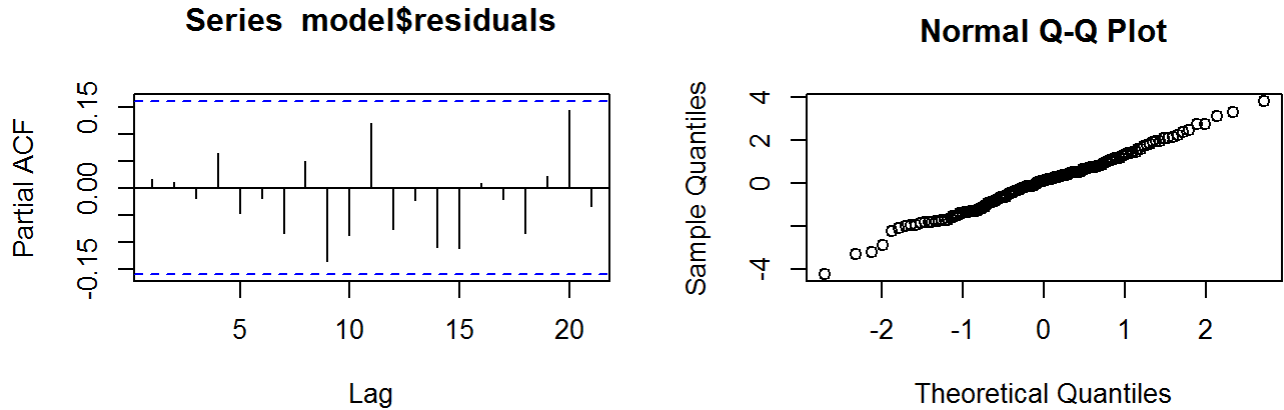 Series model$residuals
Partial ACF
0.15
0.00
-0.15
5
10
15
20
Lag
Normal Q-Q Plot
Sample Quantiles
4
2
0
-4
-2
-1
0
1
2
Theoretical Quantiles